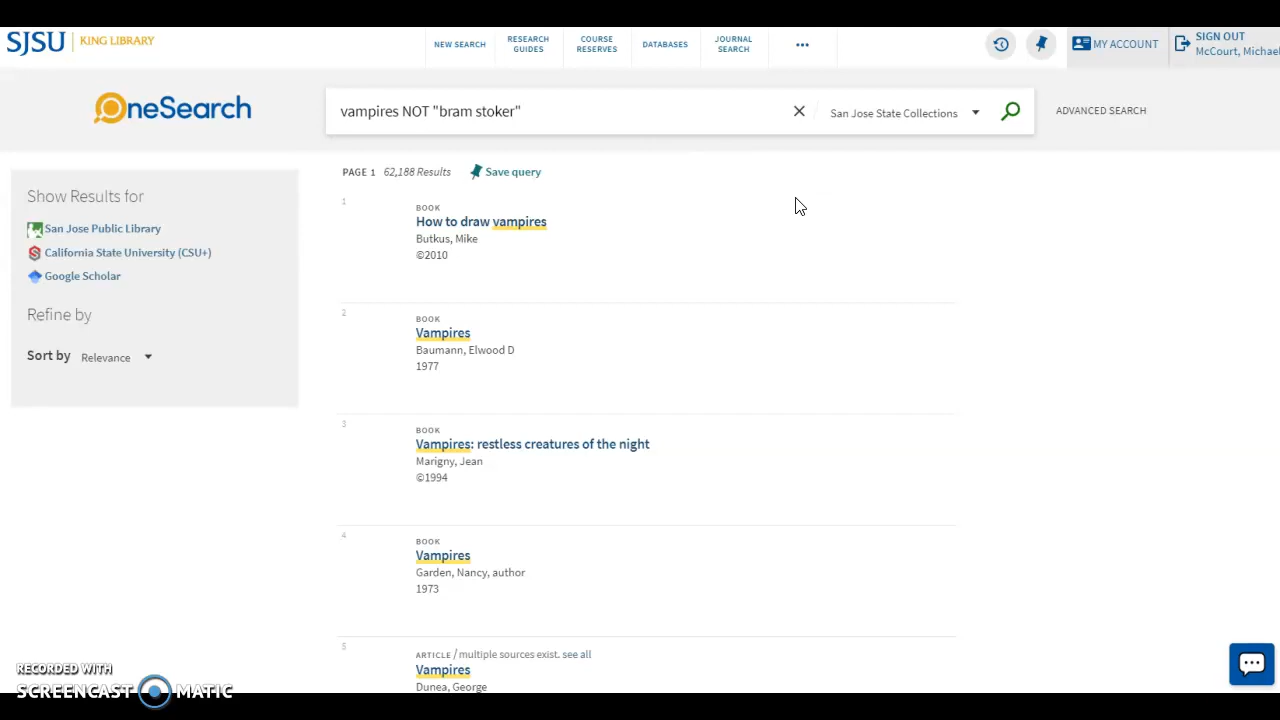 SJSU KING LIBRARY
NEW SEARCH
RESEARCH GUIDES
COURSE RESERVES
DATABASES
JOURNAL SEARCH
MY ACCOUNT
SIGN OUT
McCourt, Michael
OneSearch
vampires NOT "bram stoker"
San Jose State Collections
ADVANCED SEARCH
Show Results for
San Jose Public Library
California State University (CSU+)
Google Scholar
Refine by
Sort by Relevance
PAGE 1 62,188 Results Save query
1
BOOK
How to draw vampires
Butkus, Mike
©2010
2
BOOK
Vampires
Baumann, Elwood D
1977
3
BOOK
Vampires: restless creatures of the night
Marigny, Jean
©1994
4
BOOK
Vampires
Garden, Nancy, author
1973
5
ARTICLE / multiple sources exist. see all
Vampires
Dunea, George
RECORDED WITH
SCREENCAST MATIC